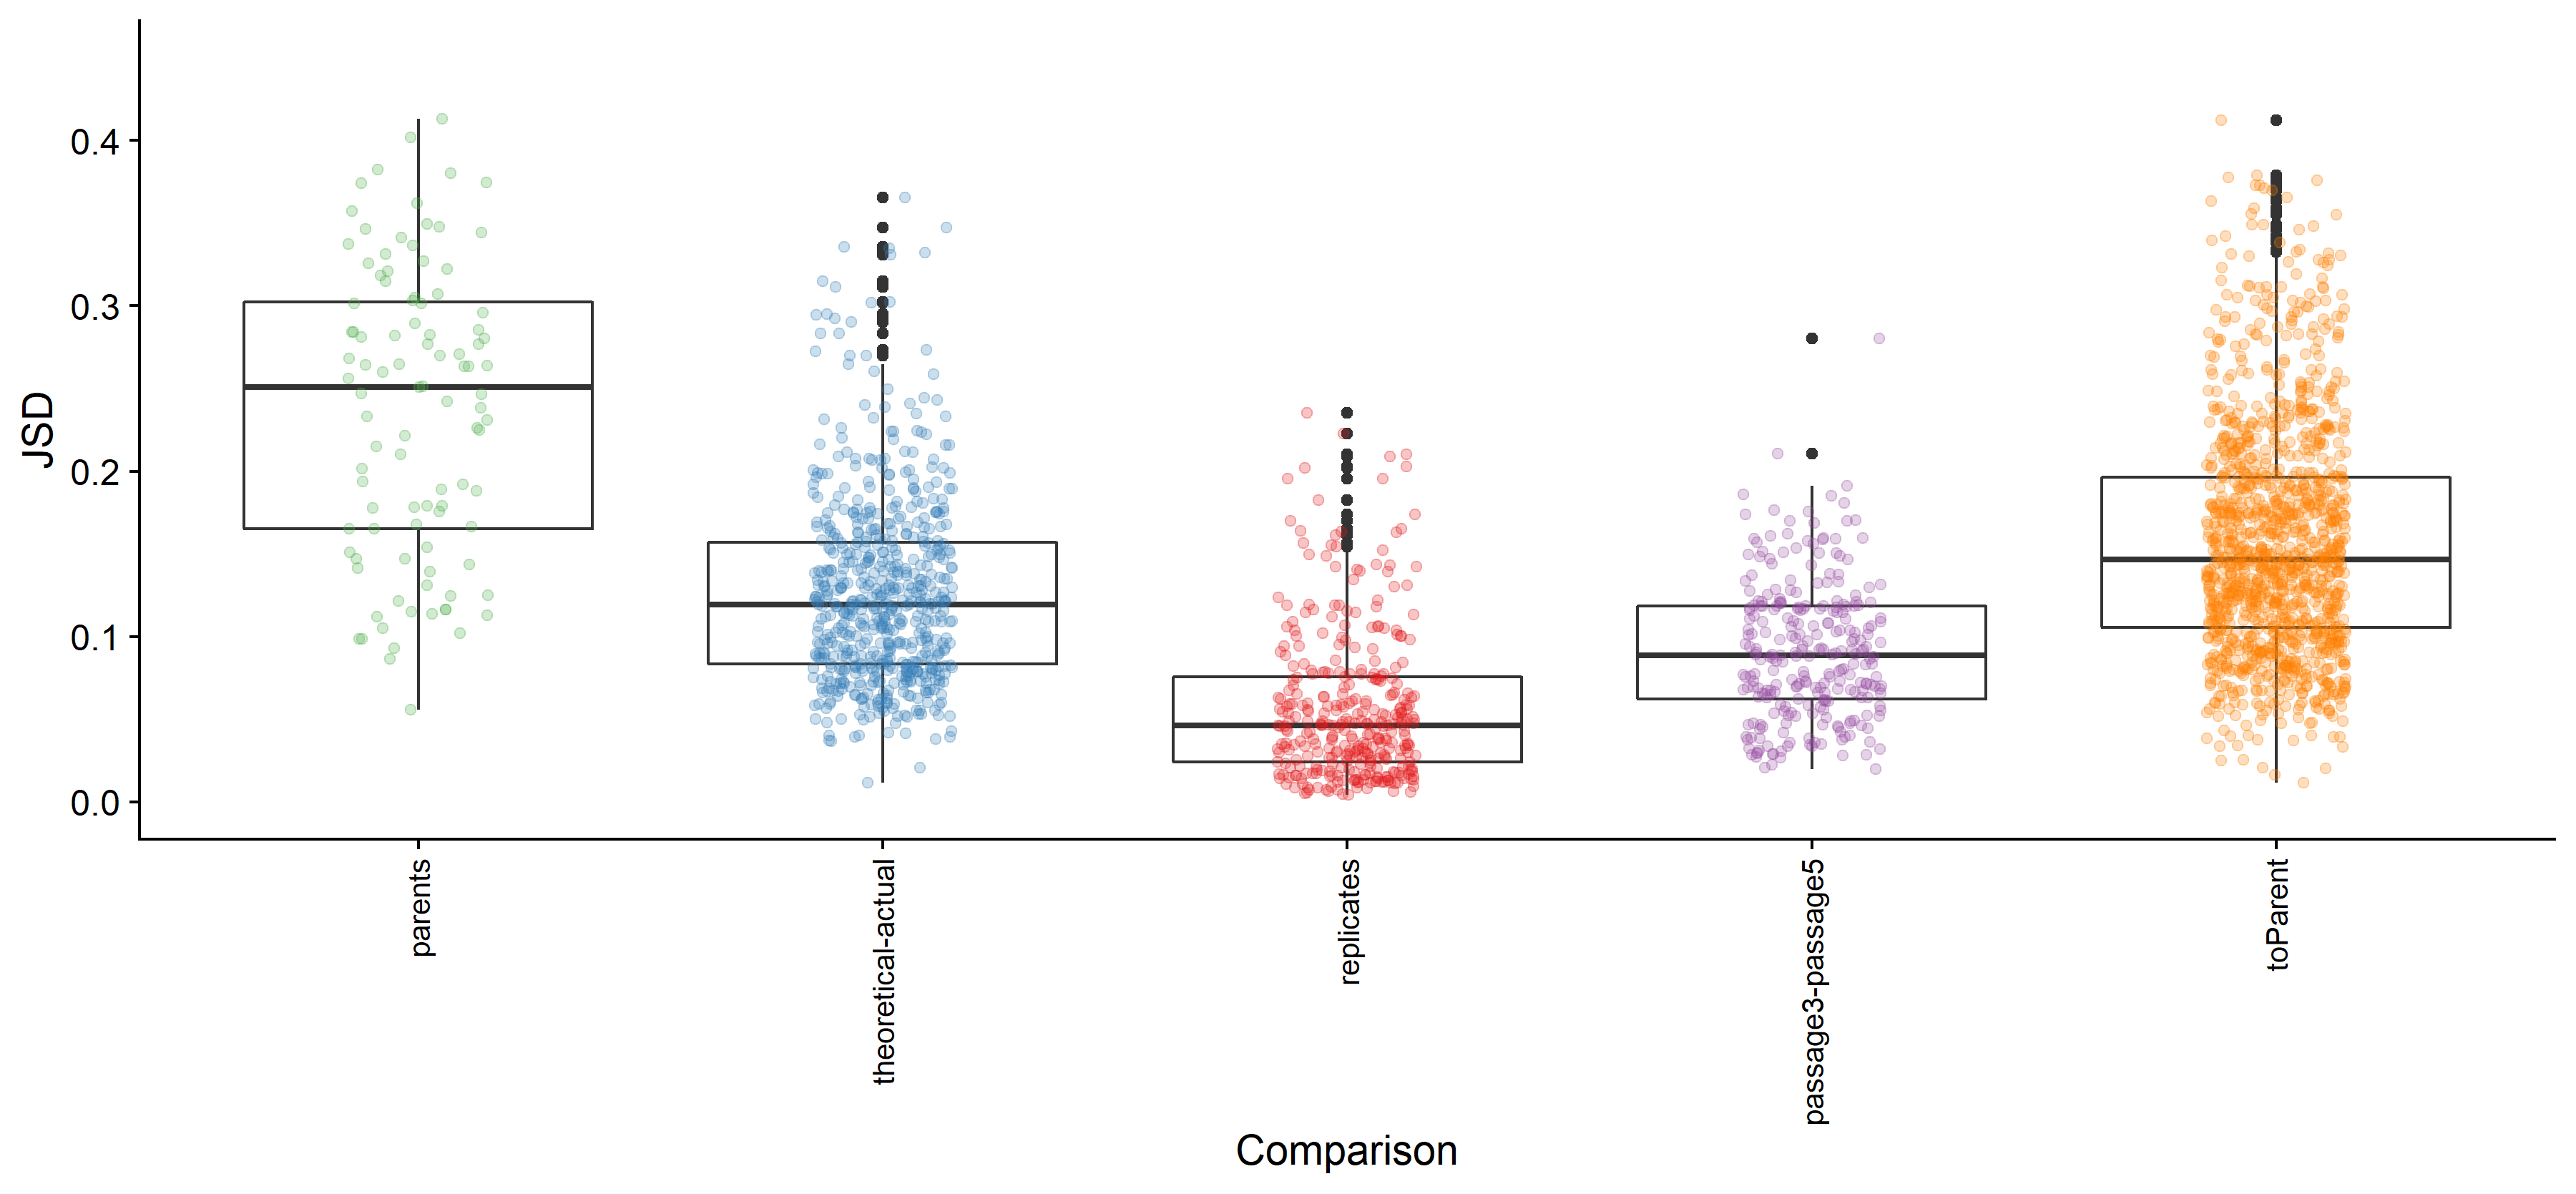 JSD
0.4
0.3
0.2
0.1
0.0
parents
theoretical-actual
replicates
passage3-passage5
toParent
Comparison